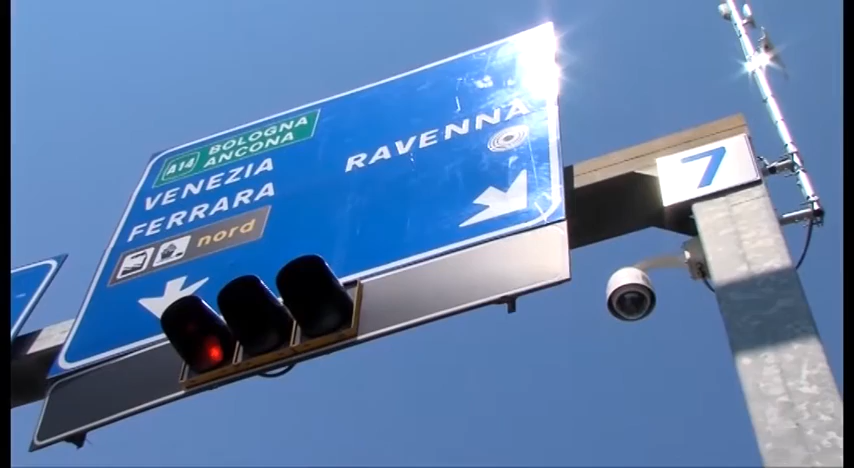 A14 BOLOGNA
ANCONA
VENEZIA
FERRARA
nord
RAVENNA
7